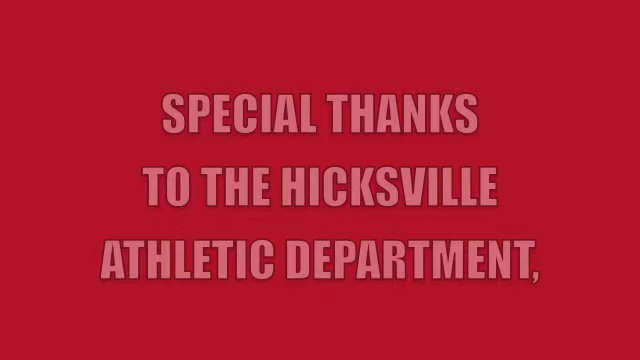 SPECIAL THANKS
TO THE HICKSVILLE
ATHLETIC DEPARTMENT,